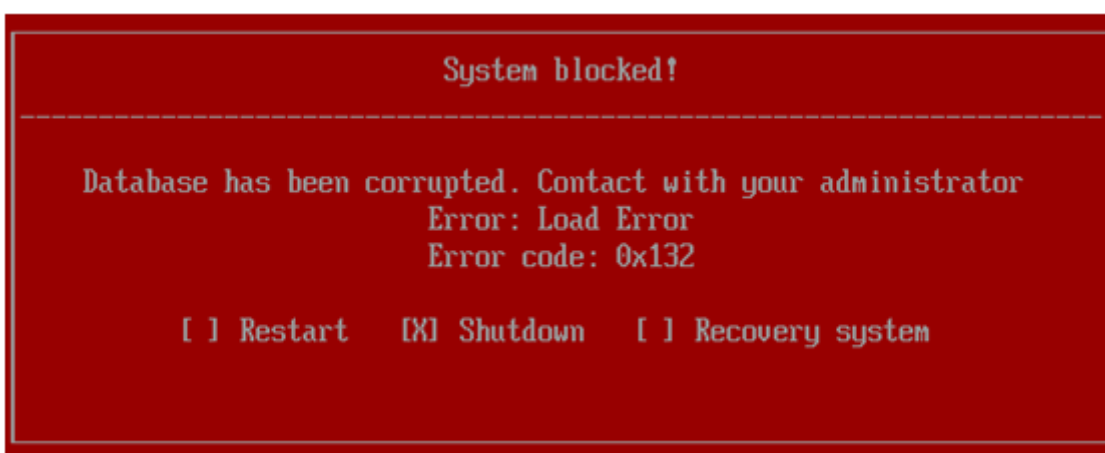 System blocked!
Database has been corrupted. Contact with your administrator
Error: Load Error
Error code: 0x132
[ ] Restart [X] Shutdown [ ] Recovery system